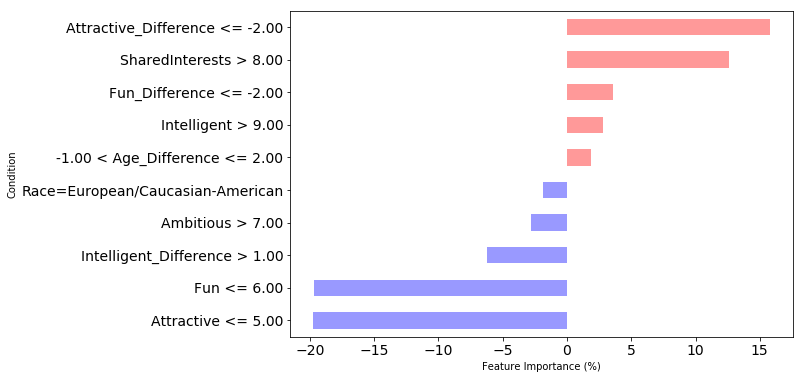 Attractive_Difference <= -2.00
SharedInterests > 8.00
Fun_Difference <= -2.00
Intelligent > 9.00
-1.00 < Age_Difference <= 2.00
Race=European/Caucasian-American
Ambitious > 7.00
Intelligent_Difference > 1.00
Fun <= 6.00
Attractive <= 5.00
Condition
−20 −15 −10 −5 0 5 10 15
Feature Importance (%)